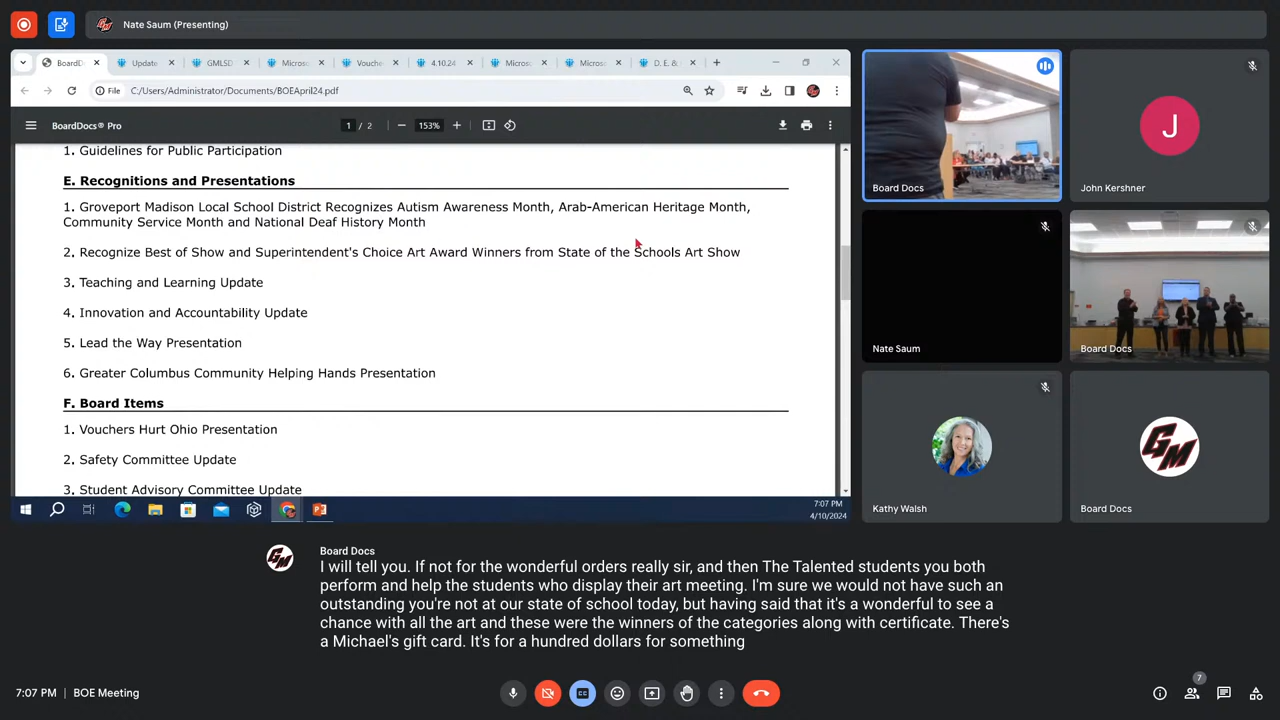 Nate Saum (Presenting)
BoardD
Update
GMLSD
Micros
Vouche
4.10.24
Micros
Micros
D. E. &
File
C:/Users/Administrator/Documents/BOEApril24.pdf
BoardDocs® Pro
1 / 2
153%
1. Guidelines for Public Participation
E. Recognitions and Presentations
1. Groveport Madison Local School District Recognizes Autism Awareness Month, Arab-American Heritage Month,
Community Service Month and National Deaf History Month
2. Recognize Best of Show and Superintendent's Choice Art Award Winners from State of the Schools Art Show
3. Teaching and Learning Update
4. Innovation and Accountability Update
5. Lead the Way Presentation
6. Greater Columbus Community Helping Hands Presentation
F. Board Items
1. Vouchers Hurt Ohio Presentation
2. Safety Committee Update
3. Student Advisory Committee Update
7:07 PM
4/10/2024
Board Docs
J
John Kershner
Nate Saum
Board Docs
Kathy Walsh
GM
Board Docs
GM
Board Docs
I will tell you. If not for the wonderful orders really sir, and then The Talented students you both
perform and help the students who display their art meeting. I'm sure we would not have such an
outstanding you're not at our state of school today, but having said that it's a wonderful to see a
chance with all the art and these were the winners of the categories along with certificate. There's
a Michael's gift card. It's for a hundred dollars for something
7:07 PM | BOE Meeting
CC
7